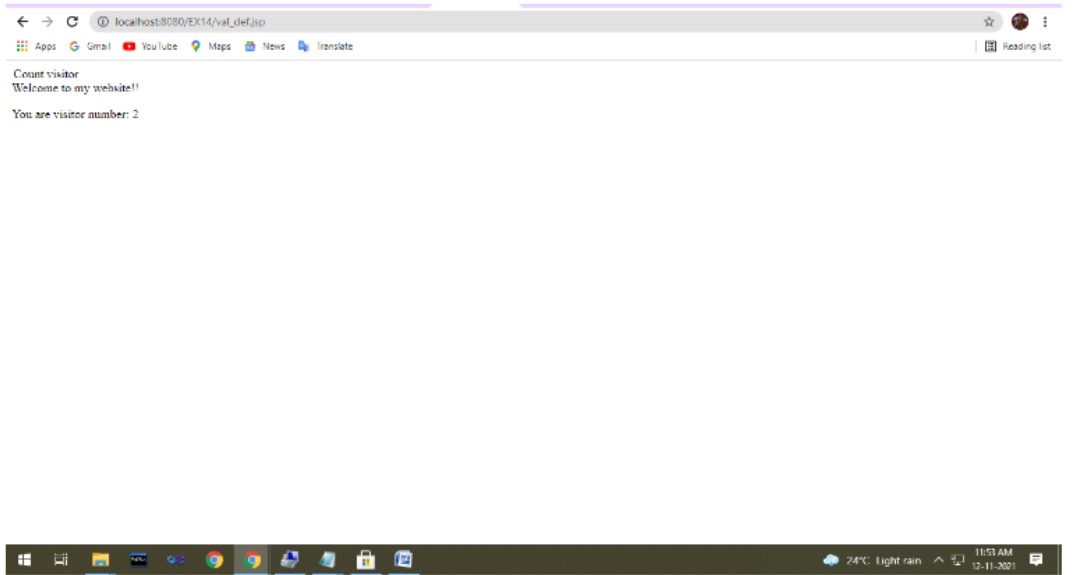 localhost:8080/EX14/val_def.jsp
Apps Gmail YouTube Maps News Translate Reading list
Count visitor
Welcome to my website!!
You are visitor number: 2
24°C Light rain
11:53 AM
12-11-2021